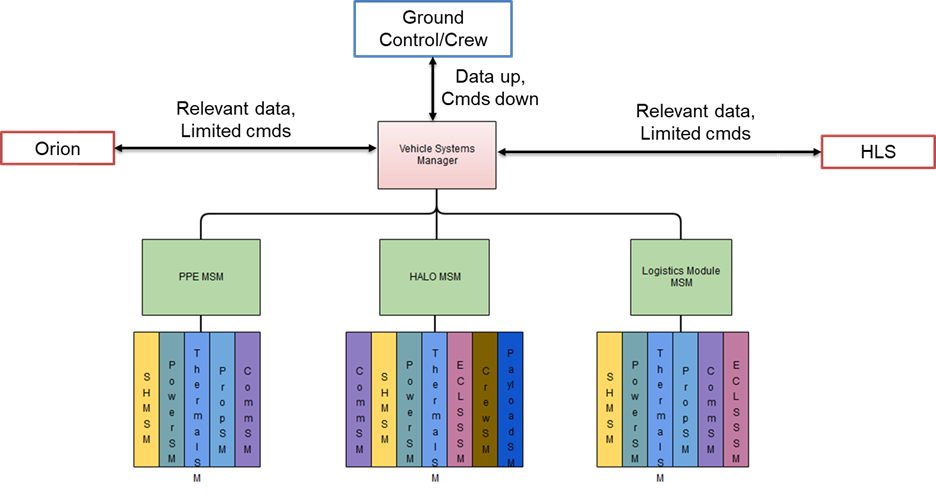 Ground
Control/Crew
Data up,
Cmds down
Relevant data,
Limited cmds
Relevant data,
Limited cmds
Orion
Vehicle Systems
Manager
HLS
PPE MSM
HALO MSM
Logistics Module
MSM
SHMSM
PowerSM
ThermalSM
PropSM
CommSM
CommSM
SHMSM
PowerSM
ThermalSM
ECLSSSM
CrewSM
PayloadSM
SHMSM
PowerSM
ThermalSM
PropSM
CommSM
ECLSSM